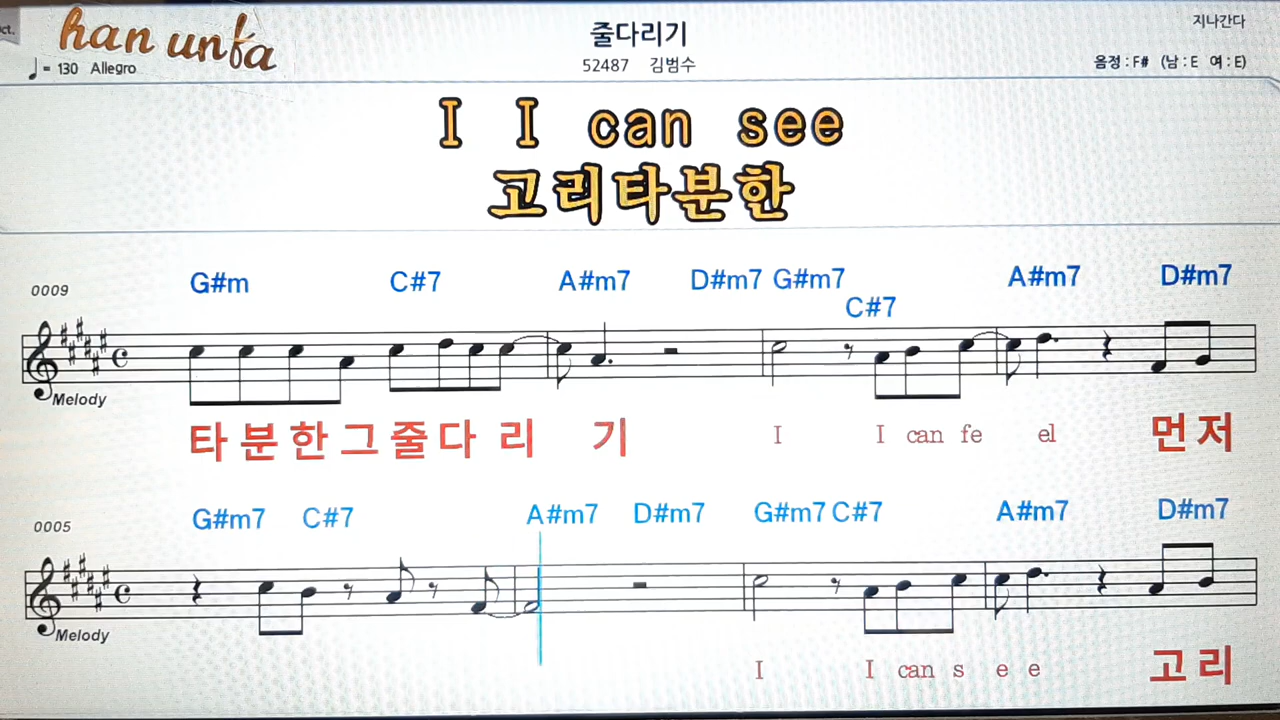 ct.
han unfa
♩ = 130 Allegro
줄다리기
52487 김범수
지나간다
음정 : F# (남 : E 여 : E)
I I can see
고리타분한
0009
G#m C#7 A#m7 D#m7 G#m7 C#7 A#m7 D#m7
Melody
타 분 한 그 줄 다 리 기 I I can fe el 먼 저
0005
G#m7 C#7 A#m7 D#m7 G#m7 C#7 A#m7 D#m7
Melody
I I can s e e 고 리